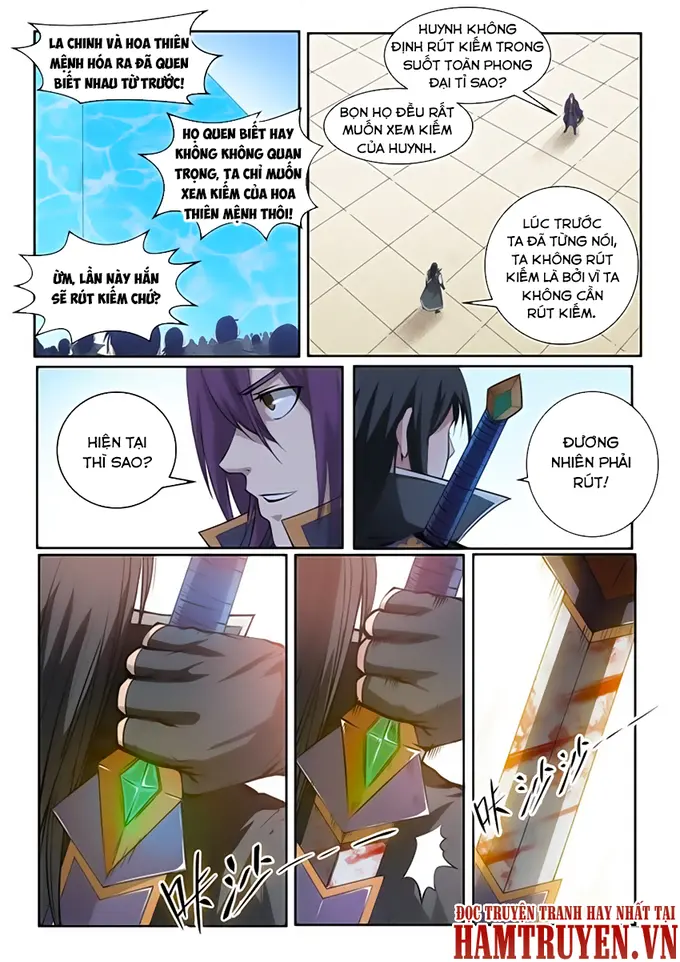 LA CHINH VÀ HOA THIÊN
MỆNH HÓA RA ĐÃ QUEN
BIẾT NHAU TỪ TRƯỚC!
HỌ QUEN BIẾT HAY
KHÔNG KHÔNG QUAN
TRỌNG, TA CHỈ MUỐN
XEM KIẾM CỦA HOA
THIÊN MỆNH THÔI!
ỪM, LẦN NÀY HẮN
SẼ RÚT KIẾM CHỨ?
HUYNH KHÔNG
ĐỊNH RÚT KIẾM TRONG
SUỐT TOÀN PHONG
ĐẠI TỈ SAO?
BỌN HỌ ĐỀU RẤT
MUỐN XEM KIẾM
CỦA HUYNH.
LÚC TRƯỚC
TA ĐÃ TỪNG NÓI,
TA KHÔNG RÚT
KIẾM LÀ BỞI VÌ TA
KHÔNG CẦN
RÚT KIẾM.
HIỆN TẠI
THÌ SAO?
ĐƯƠNG
NHIÊN PHẢI
RÚT!
咔沙
咔沙沙
ĐỌC TRUYỆN TRANH HAY NHẤT TẠI
HAMTRUYEN.VN